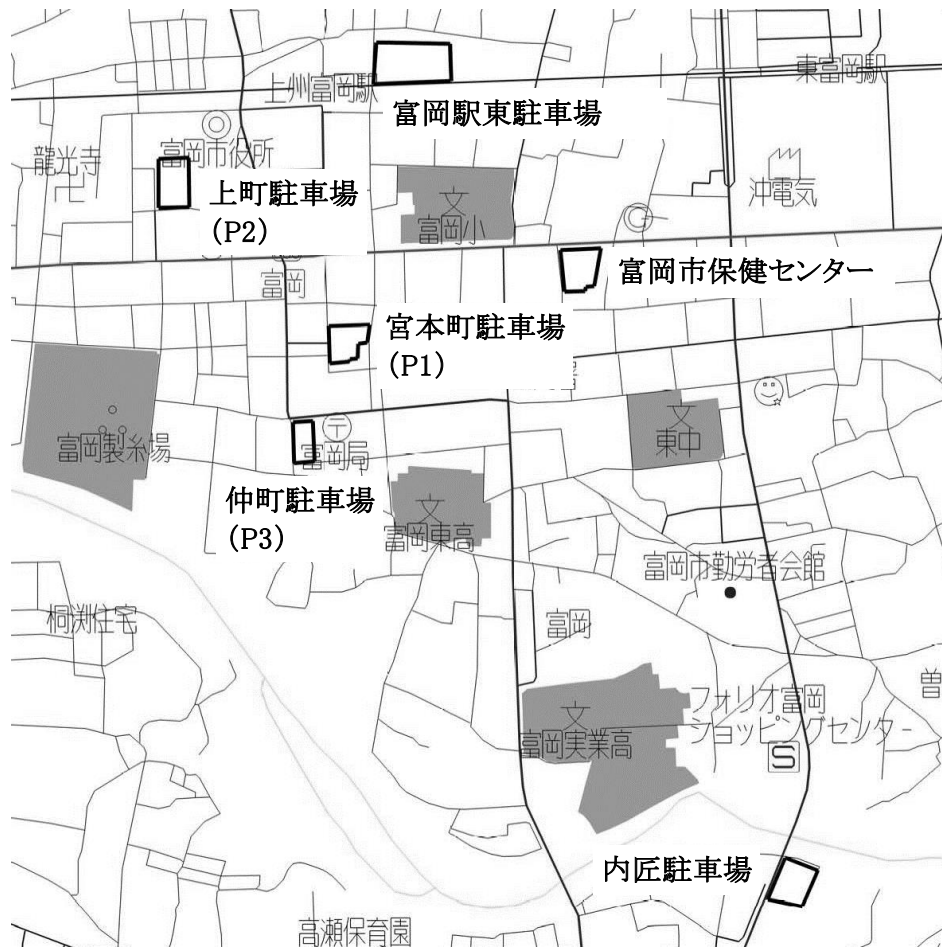 上州富岡駅
東富岡駅
富岡駅東駐車場
龍光寺
富岡市役所
上町駐車場
(P2)
文
富岡小
沖電気
富岡
富岡市保健センター
宮本町駐車場
(P1)
富岡製糸場
〒
富岡局
文
東中
仲町駐車場
(P3)
文
富岡東高
富岡市勤労者会館
桐渕住宅
富岡
曽
文
富岡実業高
フォリオ富岡
ショッピングセンター
S
内匠駐車場
高瀬保育園